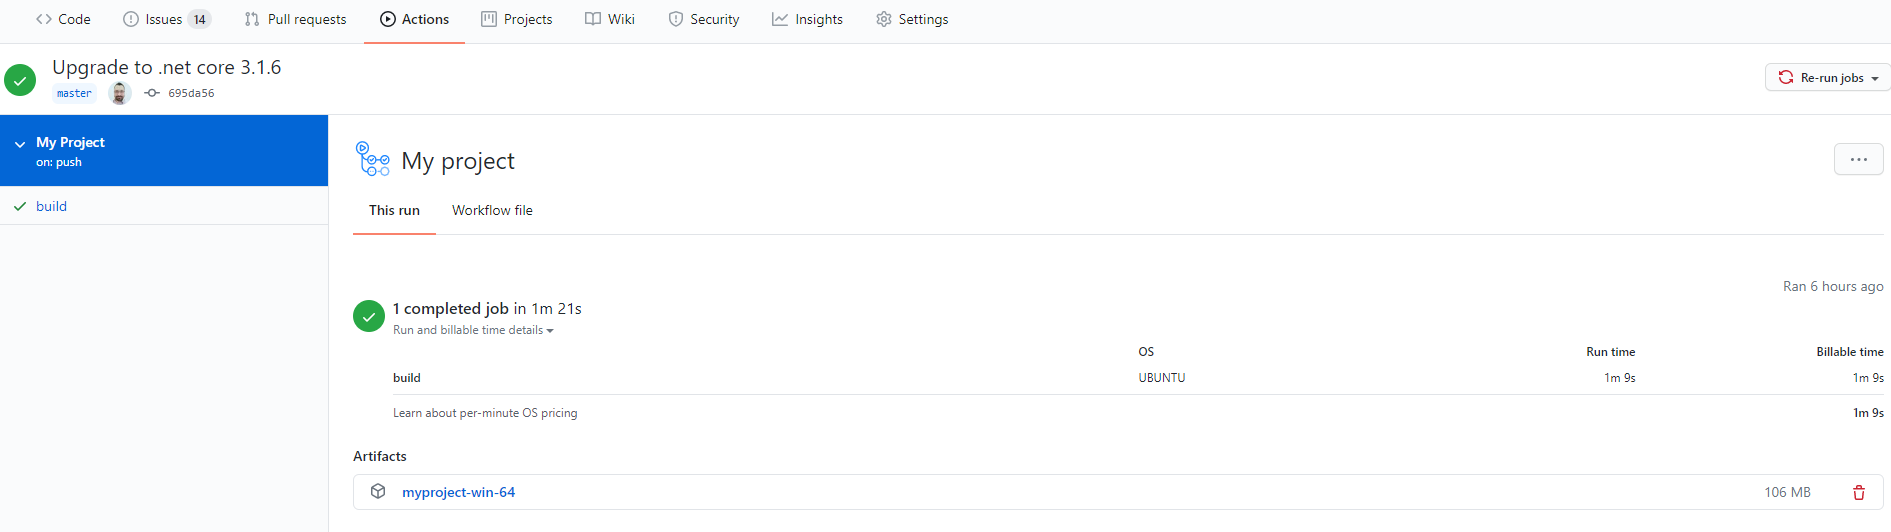 Code Issues 14 Pull requests Actions Projects Wiki Security Insights Settings
Upgrade to .net core 3.1.6
master 695da56
Re-run jobs
My Project
on: push
build
My project
This run Workflow file
Ran 6 hours ago
1 completed job in 1m 21s
Run and billable time details
OS Run time Billable time
build UBUNTU 1m 9s 1m 9s
Learn about per-minute OS pricing 1m 9s
Artifacts
myproject-win-64 106 MB